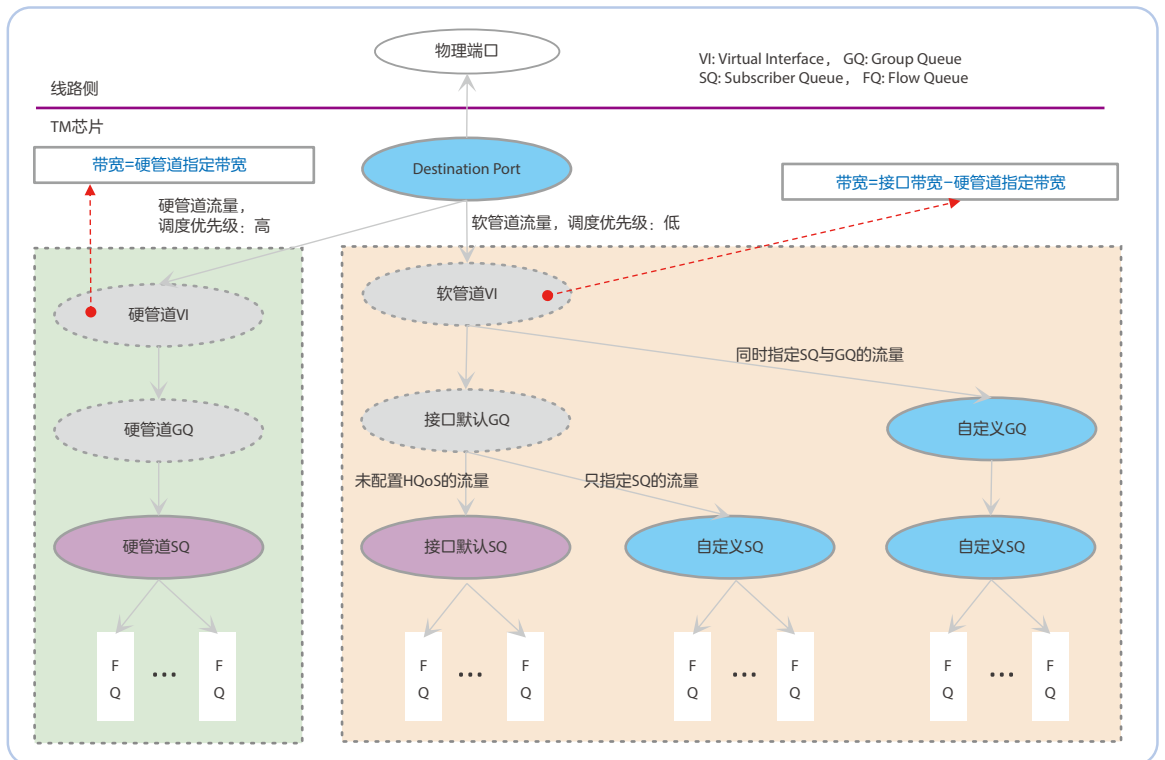 物理端口
VI: Virtual Interface， GQ: Group Queue
SQ: Subscriber Queue， FQ: Flow Queue
线路侧
TM芯片
带宽=硬管道指定带宽
Destination Port
带宽=接口带宽-硬管道指定带宽
硬管道流量，
调度优先级：高
软管道流量，调度优先级：低
硬管道VI
软管道VI
同时指定SQ与GQ的流量
硬管道GQ
接口默认GQ
自定义GQ
未配置HQoS的流量
只指定SQ的流量
硬管道SQ
接口默认SQ
自定义SQ
自定义SQ
F ••• F F ••• F F ••• F F ••• F
Q Q Q Q Q Q Q Q